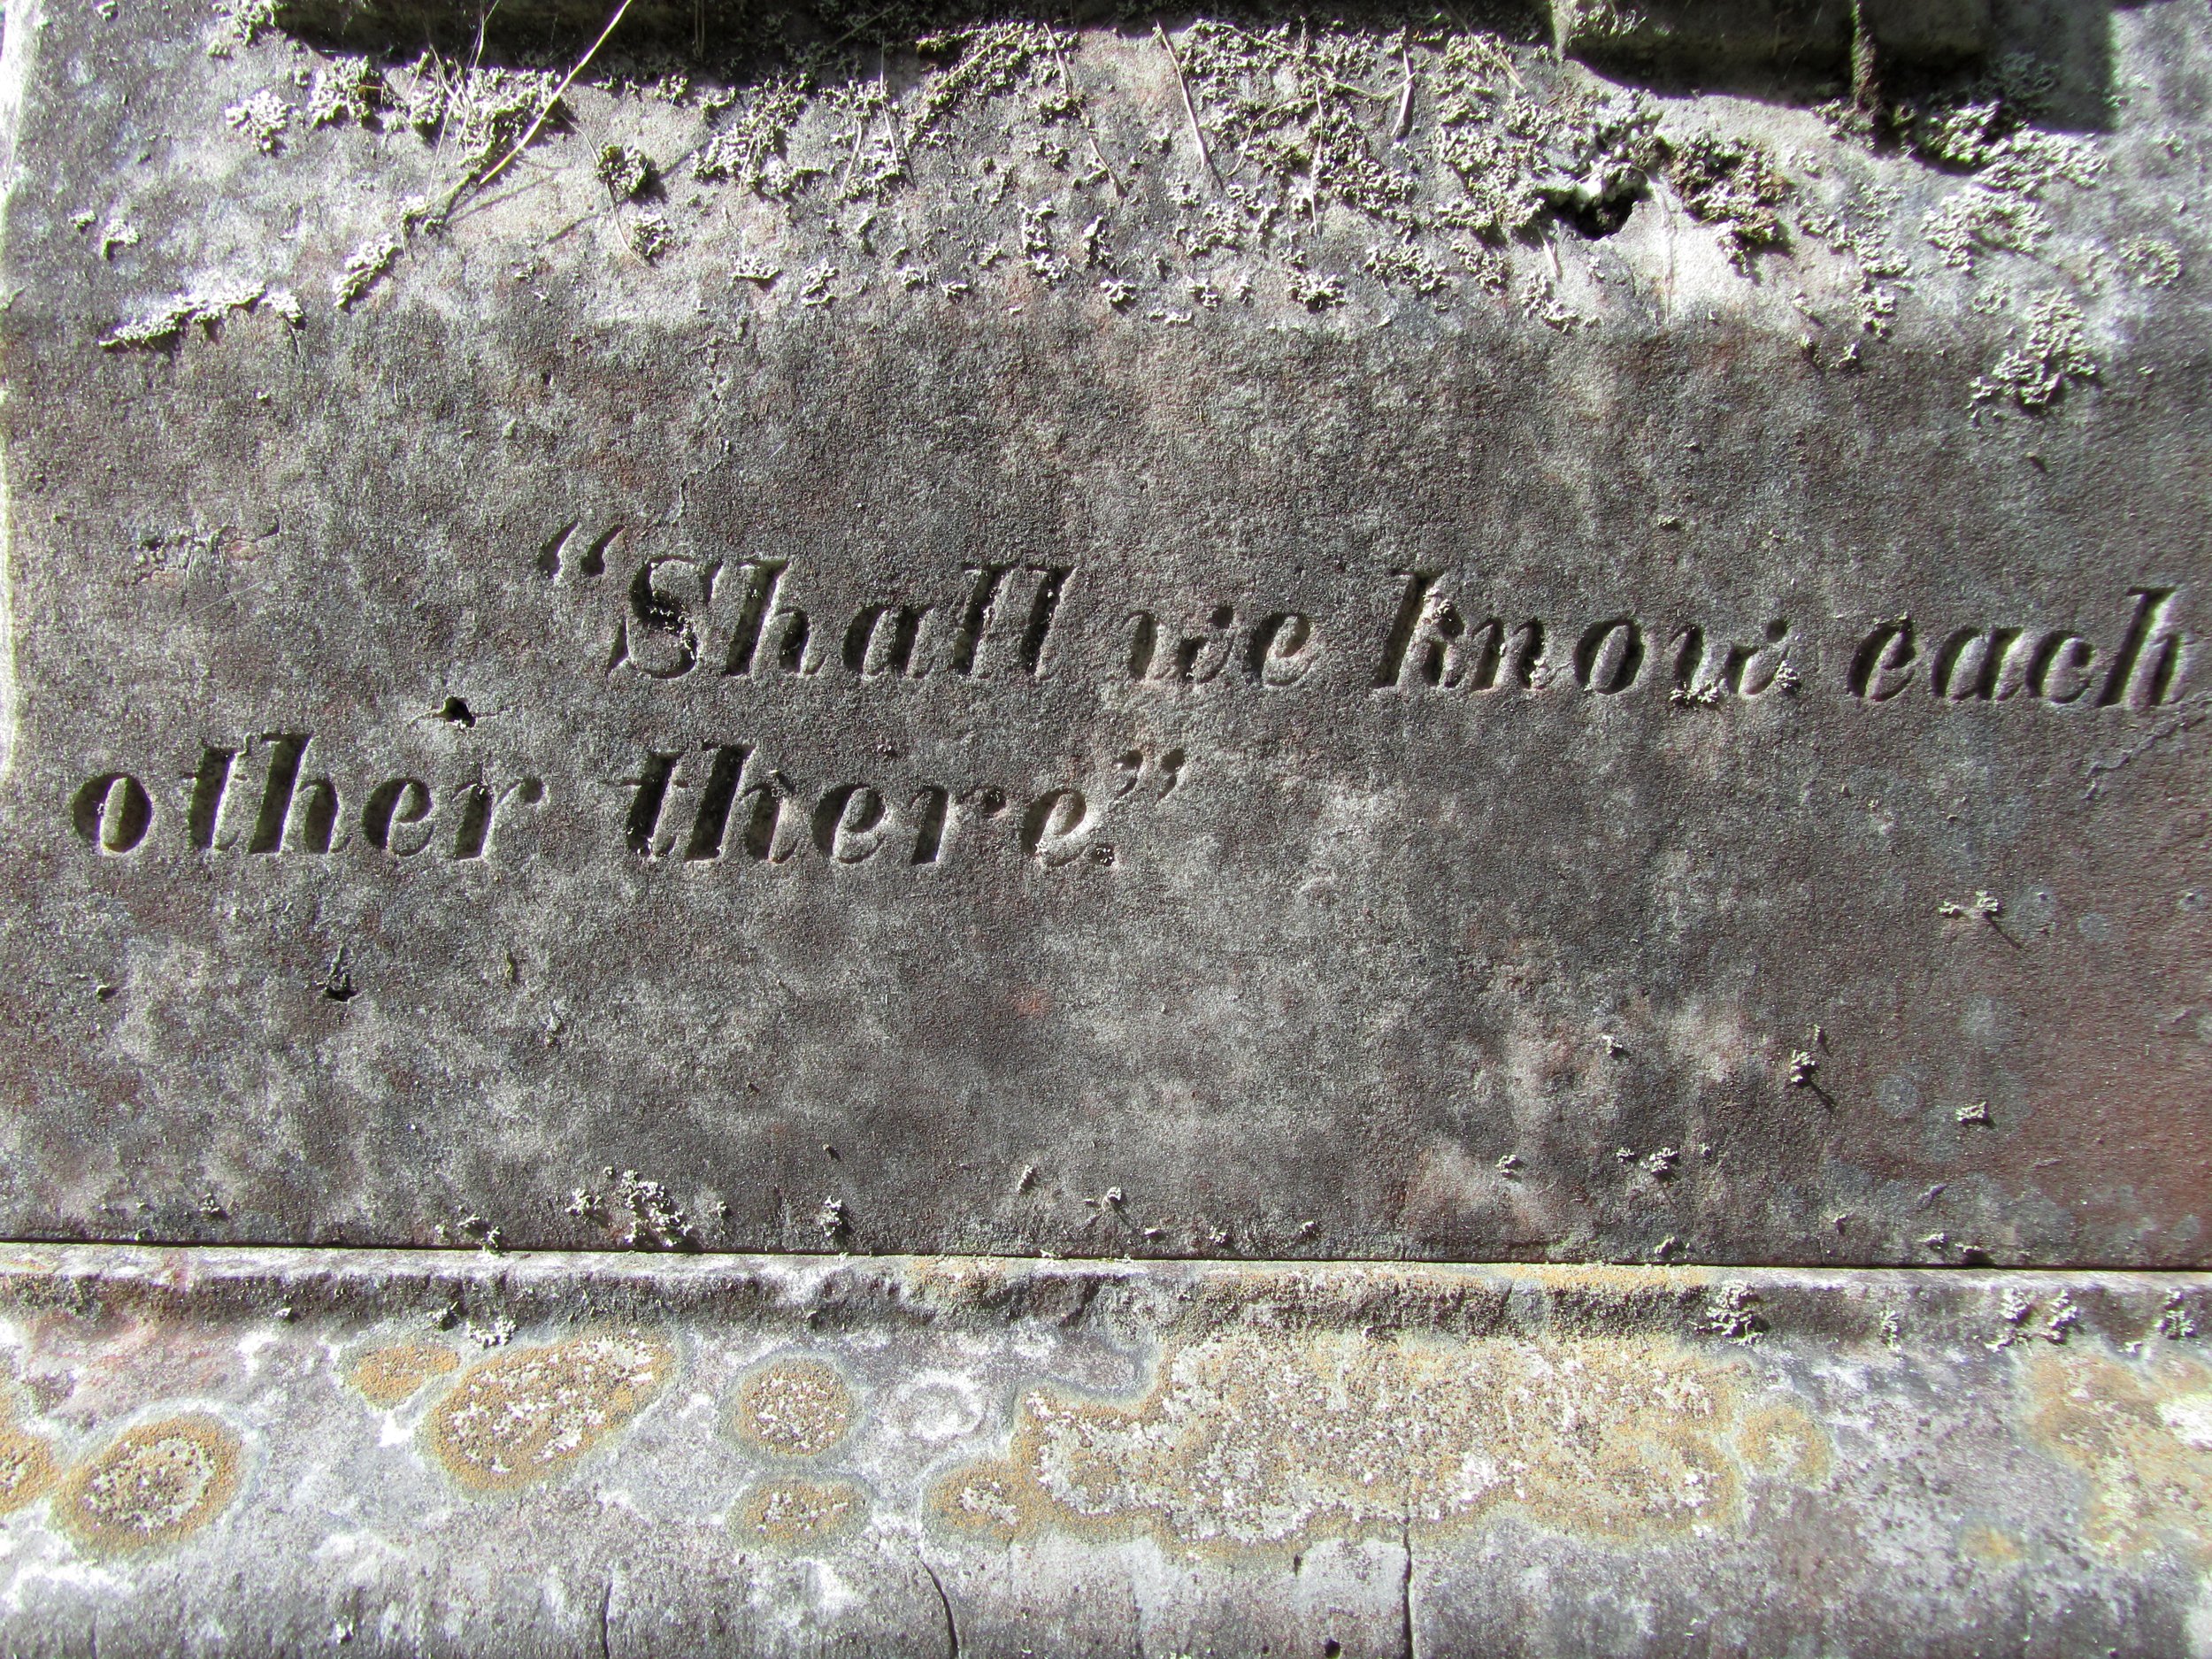 “Shall we know each
other there.”